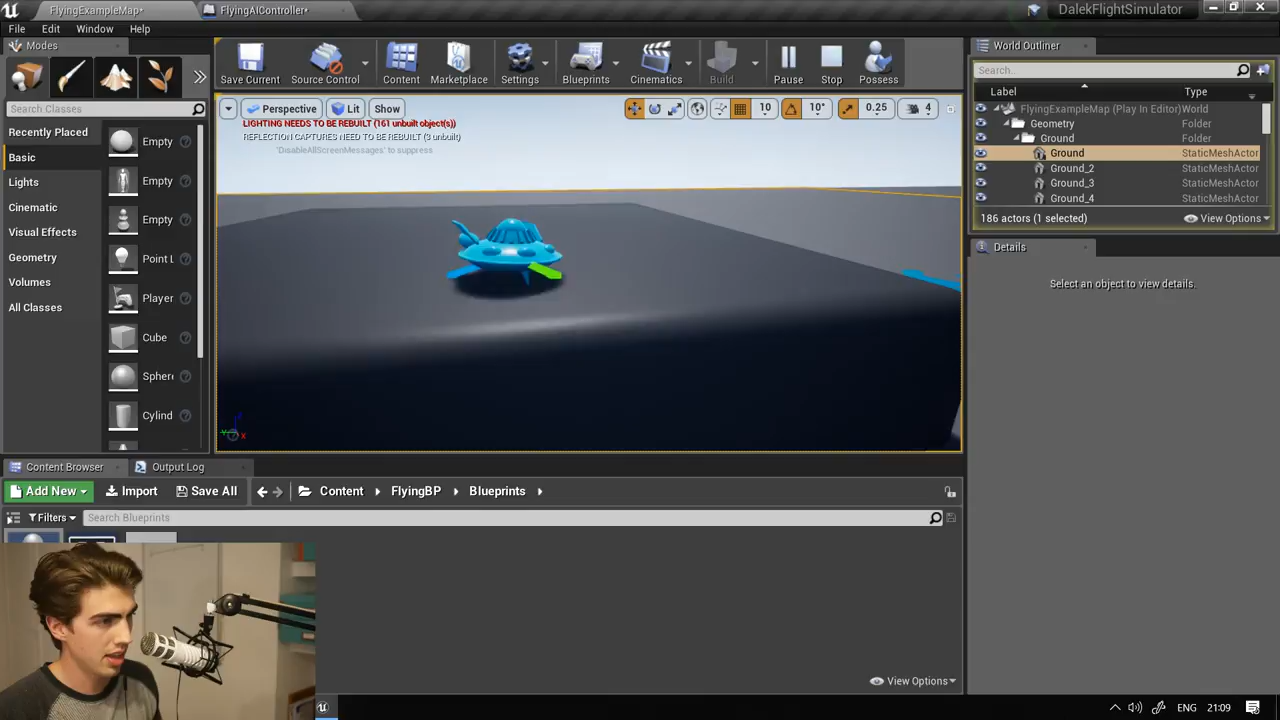 FlyingExampleMap*
FlyingAIController*
DalekFlightSimulator
File Edit Window Help
Modes
Search Classes
Recently Placed
Basic
Lights
Cinematic
Visual Effects
Geometry
Volumes
All Classes
Empty
Empty
Empty
Point L
Player
Cube
Sphere
Cylind
Save Current
Source Control
Content
Marketplace
Settings
Blueprints
Cinematics
Build
Pause
Stop
Possess
Perspective
Lit
Show
10
10°
0.25
4
LIGHTING NEEDS TO BE REBUILT (161 unbuilt object(s))
REFLECTION CAPTURES NEED TO BE REBUILT (3 unbuilt)
'DisableAllScreenMessages' to suppress
x
World Outliner
Search..
Label Type
FlyingExampleMap (Play In Editor) World
Geometry Folder
Ground Folder
Ground StaticMeshActor
Ground_2 StaticMeshActor
Ground_3 StaticMeshActor
Ground_4 StaticMeshActor
186 actors (1 selected)
View Options
Details
Select an object to view details.
Content Browser
Output Log
Add New
Import
Save All
Content
FlyingBP
Blueprints
Filters
Search Blueprints
View Options
ENG
21:09